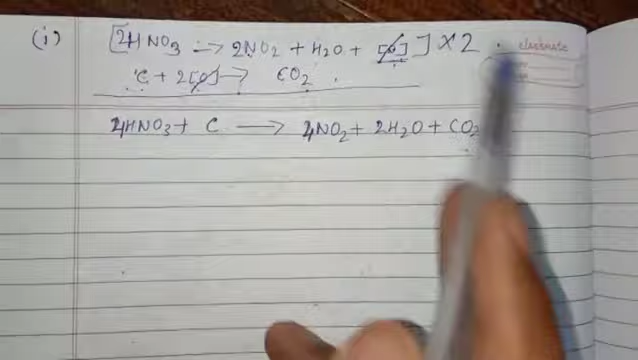 (i) [2HNO₃ → 2NO₂ + H₂O + [O]] × 2
C + 2[O] → CO₂
4HNO₃ + C → 4NO₂ + 2H₂O + CO₂